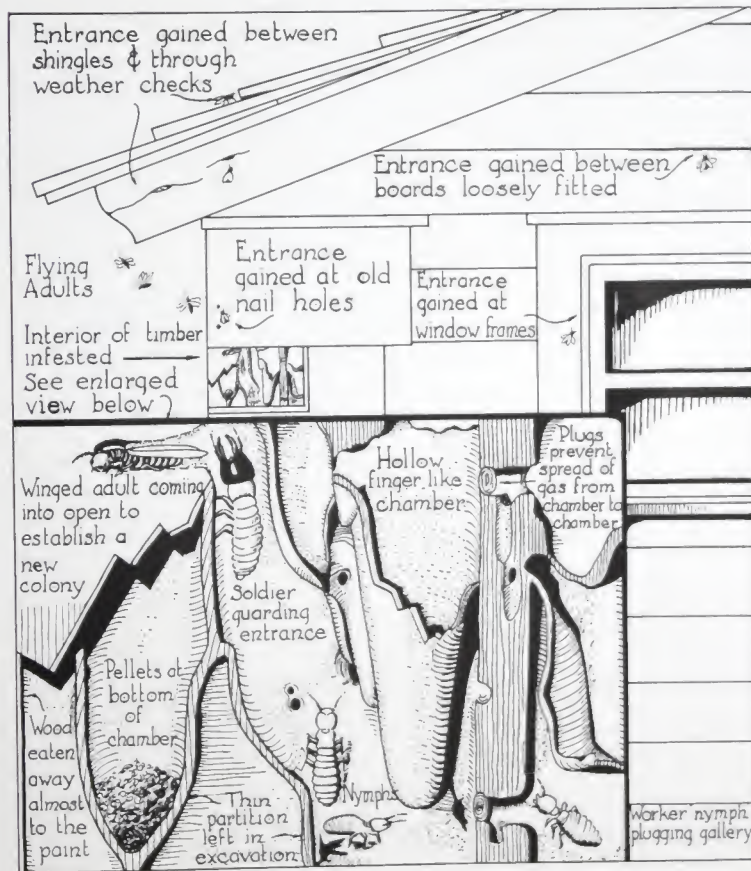 Entrance gained between
shingles & through
weather checks
Entrance gained between
boards loosely fitted
Flying
Adults
Entrance
gained at old
nail holes
Entrance
gained at
window frames
Interior of timber
infested
See enlarged
view below
Winged adult coming
into open to
establish a
new
colony
Soldier
guarding
entrance
Hollow
finger like
chamber
Plugs
prevent
spread of
gas from
chamber to
chamber
Pellets at
bottom
of
chamber
Wood
eaten
away
almost
to the
paint
Thin
partition
left in
excavation
Nymphs
Worker nymph
plugging gallery